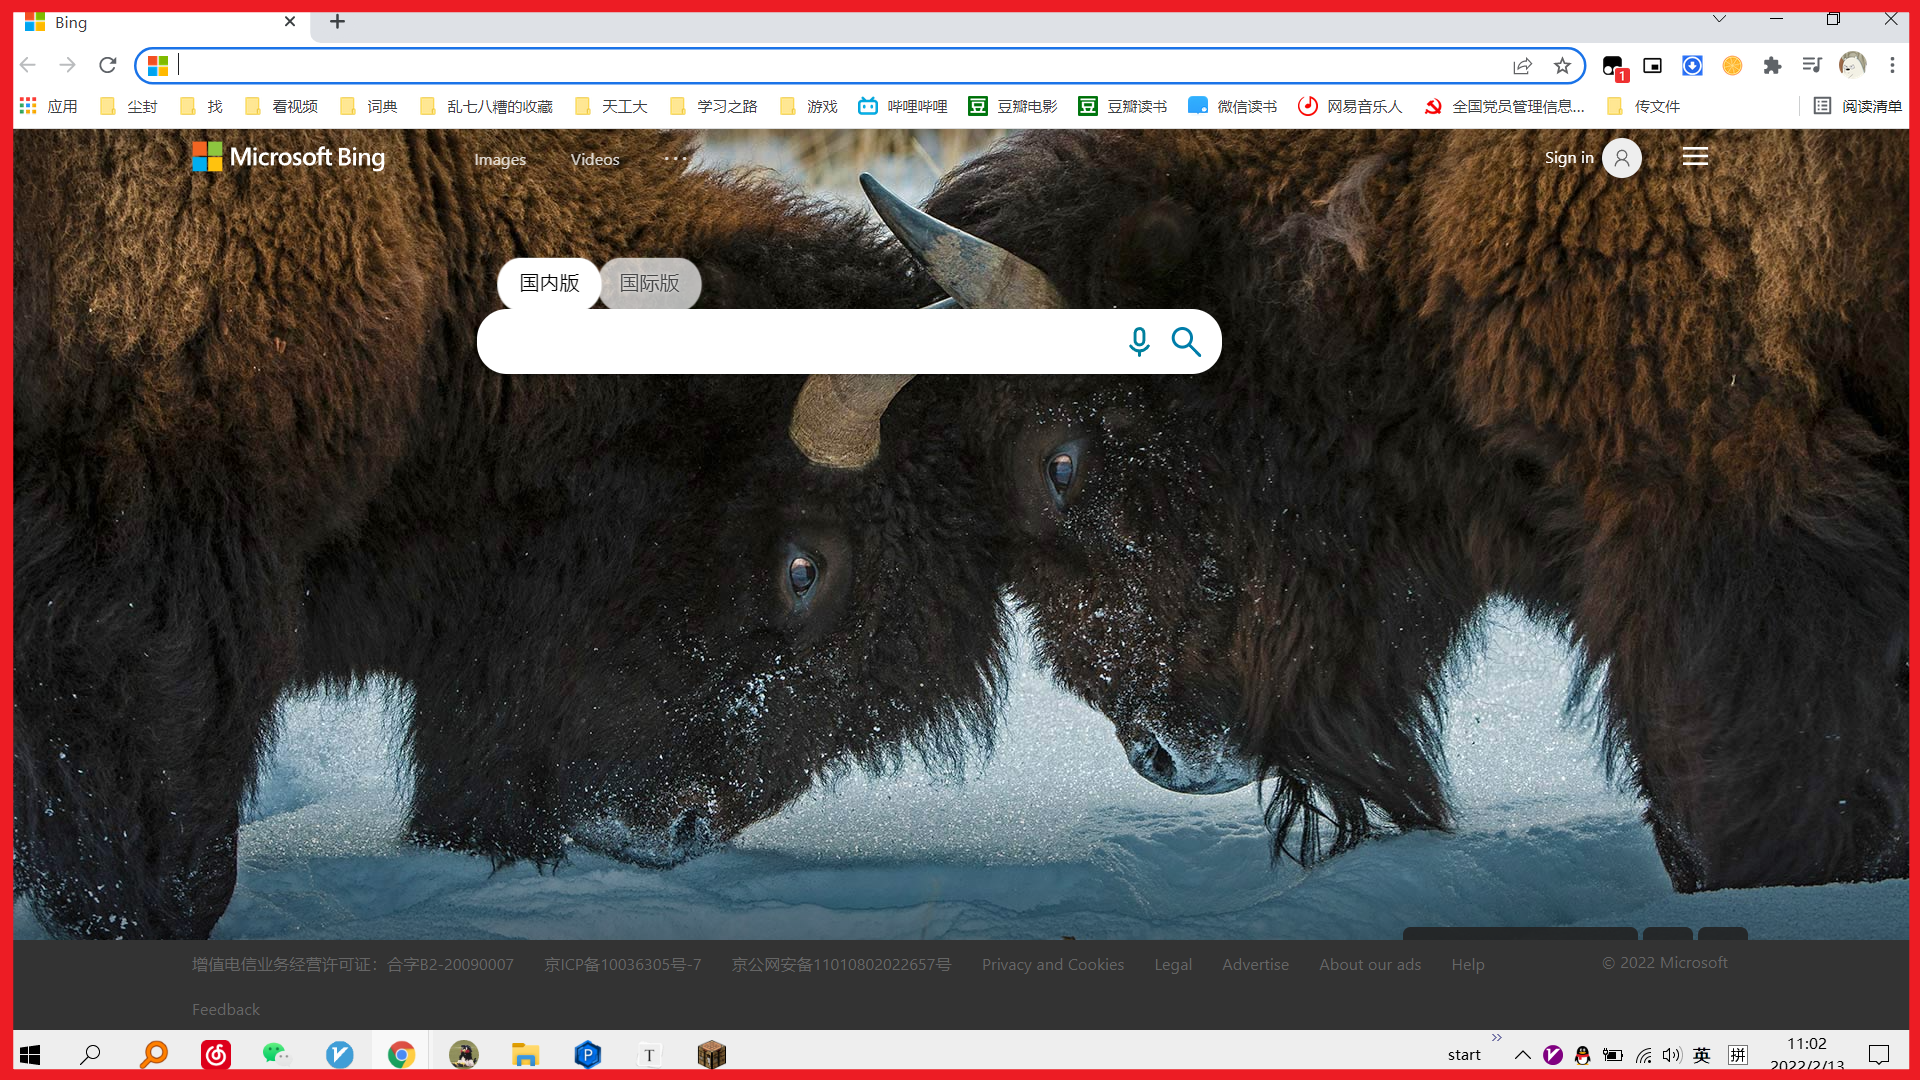 Bing
1
应用 尘封 找 看视频 词典 乱七八糟的收藏 天工大 学习之路 游戏 哔哩哔哩 豆瓣电影 豆瓣读书 微信读书 网易音乐人 全国党员管理信息... 传文件 阅读清单
Microsoft Bing Images Videos ... Sign in
国内版 国际版
增值电信业务经营许可证：合字B2-20090007 京ICP备10036305号-7 京公网安备11010802022657号 Privacy and Cookies Legal Advertise About our ads Help © 2022 Microsoft
Feedback
start 英 拼 11:02
2022/2/13